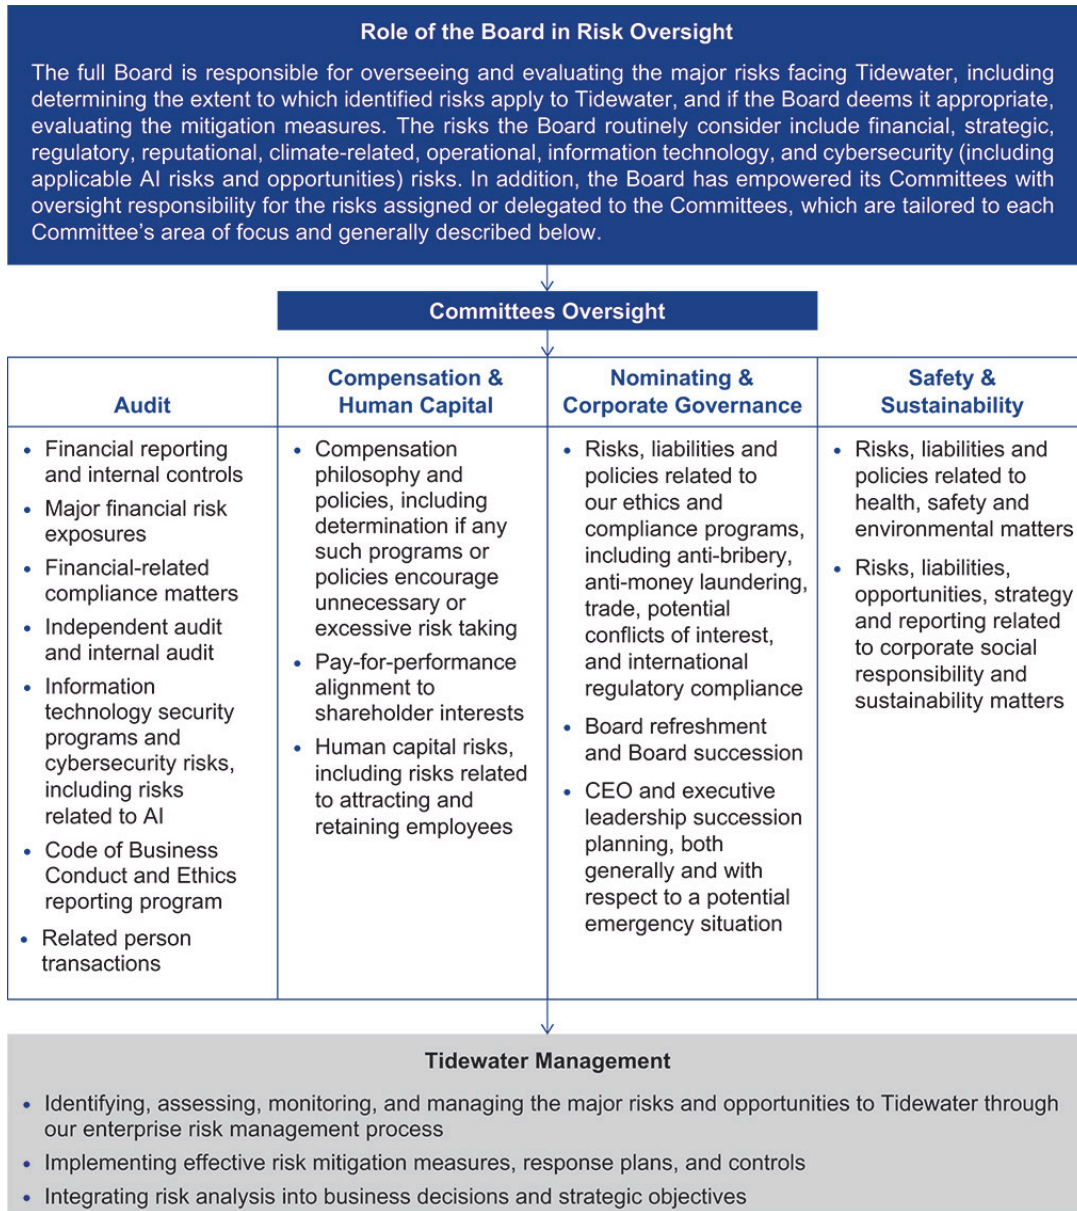 Role of the Board in Risk Oversight
The full Board is responsible for overseeing and evaluating the major risks facing Tidewater, including
determining the extent to which identified risks apply to Tidewater, and if the Board deems it appropriate,
evaluating the mitigation measures. The risks the Board routinely consider include financial, strategic,
regulatory, reputational, climate-related, operational, information technology, and cybersecurity (including
applicable AI risks and opportunities) risks. In addition, the Board has empowered its Committees with
oversight responsibility for the risks assigned or delegated to the Committees, which are tailored to each
Committee's area of focus and generally described below.
Committees Oversight
Audit
• Financial reporting
and internal controls
• Major financial risk
exposures
• Financial-related
compliance matters
• Independent audit
and internal audit
• Information
technology security
programs and
cybersecurity risks,
including risks
related to AI
• Code of Business
Conduct and Ethics
reporting program
• Related person
transactions
Compensation &
Human Capital
• Compensation
philosophy and
policies, including
determination if any
such programs or
policies encourage
unnecessary or
excessive risk taking
• Pay-for-performance
alignment to
shareholder interests
• Human capital risks,
including risks related
to attracting and
retaining employees
Nominating &
Corporate Governance
• Risks, liabilities and
policies related to
our ethics and
compliance programs,
including anti-bribery,
anti-money laundering,
trade, potential
conflicts of interest,
and international
regulatory compliance
• Board refreshment
and Board succession
• CEO and executive
leadership succession
planning, both
generally and with
respect to a potential
emergency situation
Safety &
Sustainability
• Risks, liabilities and
policies related to
health, safety and
environmental matters
• Risks, liabilities,
opportunities, strategy
and reporting related
to corporate social
responsibility and
sustainability matters
Tidewater Management
• Identifying, assessing, monitoring, and managing the major risks and opportunities to Tidewater through
our enterprise risk management process
• Implementing effective risk mitigation measures, response plans, and controls
• Integrating risk analysis into business decisions and strategic objectives